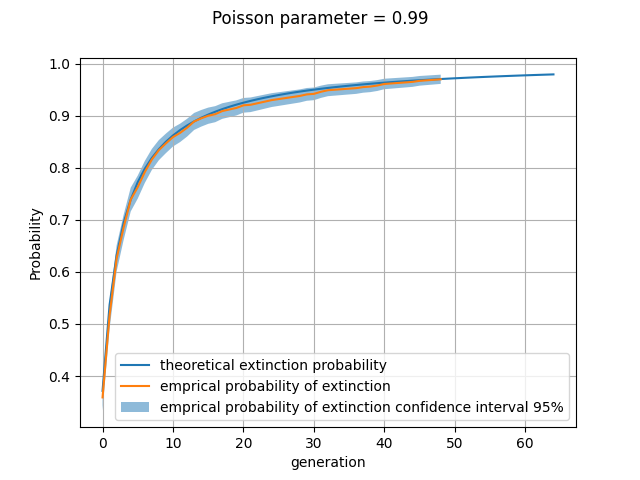 Poisson parameter = 0.99
1.0
0.9
0.8
0.7
0.6
0.5
0.4
Probability
theoretical extinction probability
emprical probability of extinction
emprical probability of extinction confidence interval 95%
0 10 20 30 40 50 60
generation